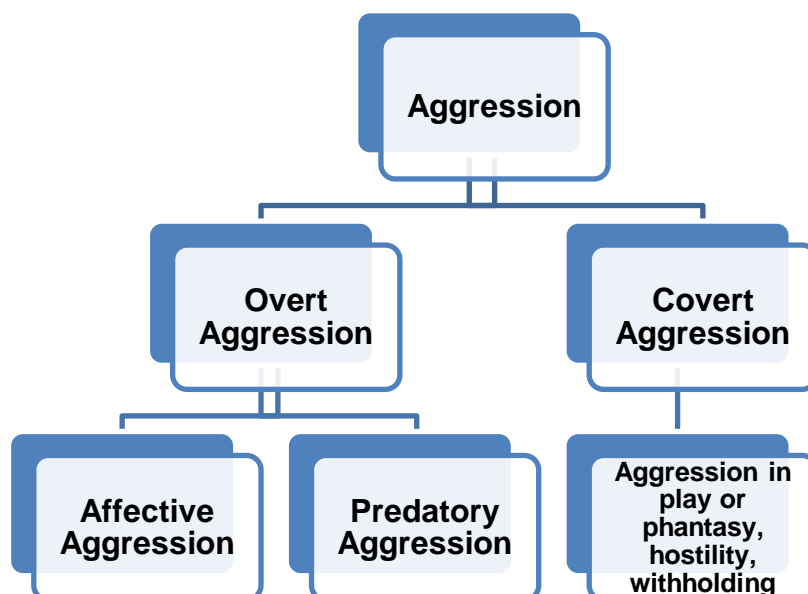 Aggression
Overt
Aggression
Covert
Aggression
Affective
Aggression
Predatory
Aggression
Aggression in
play or
phantasy,
hostility,
withholding